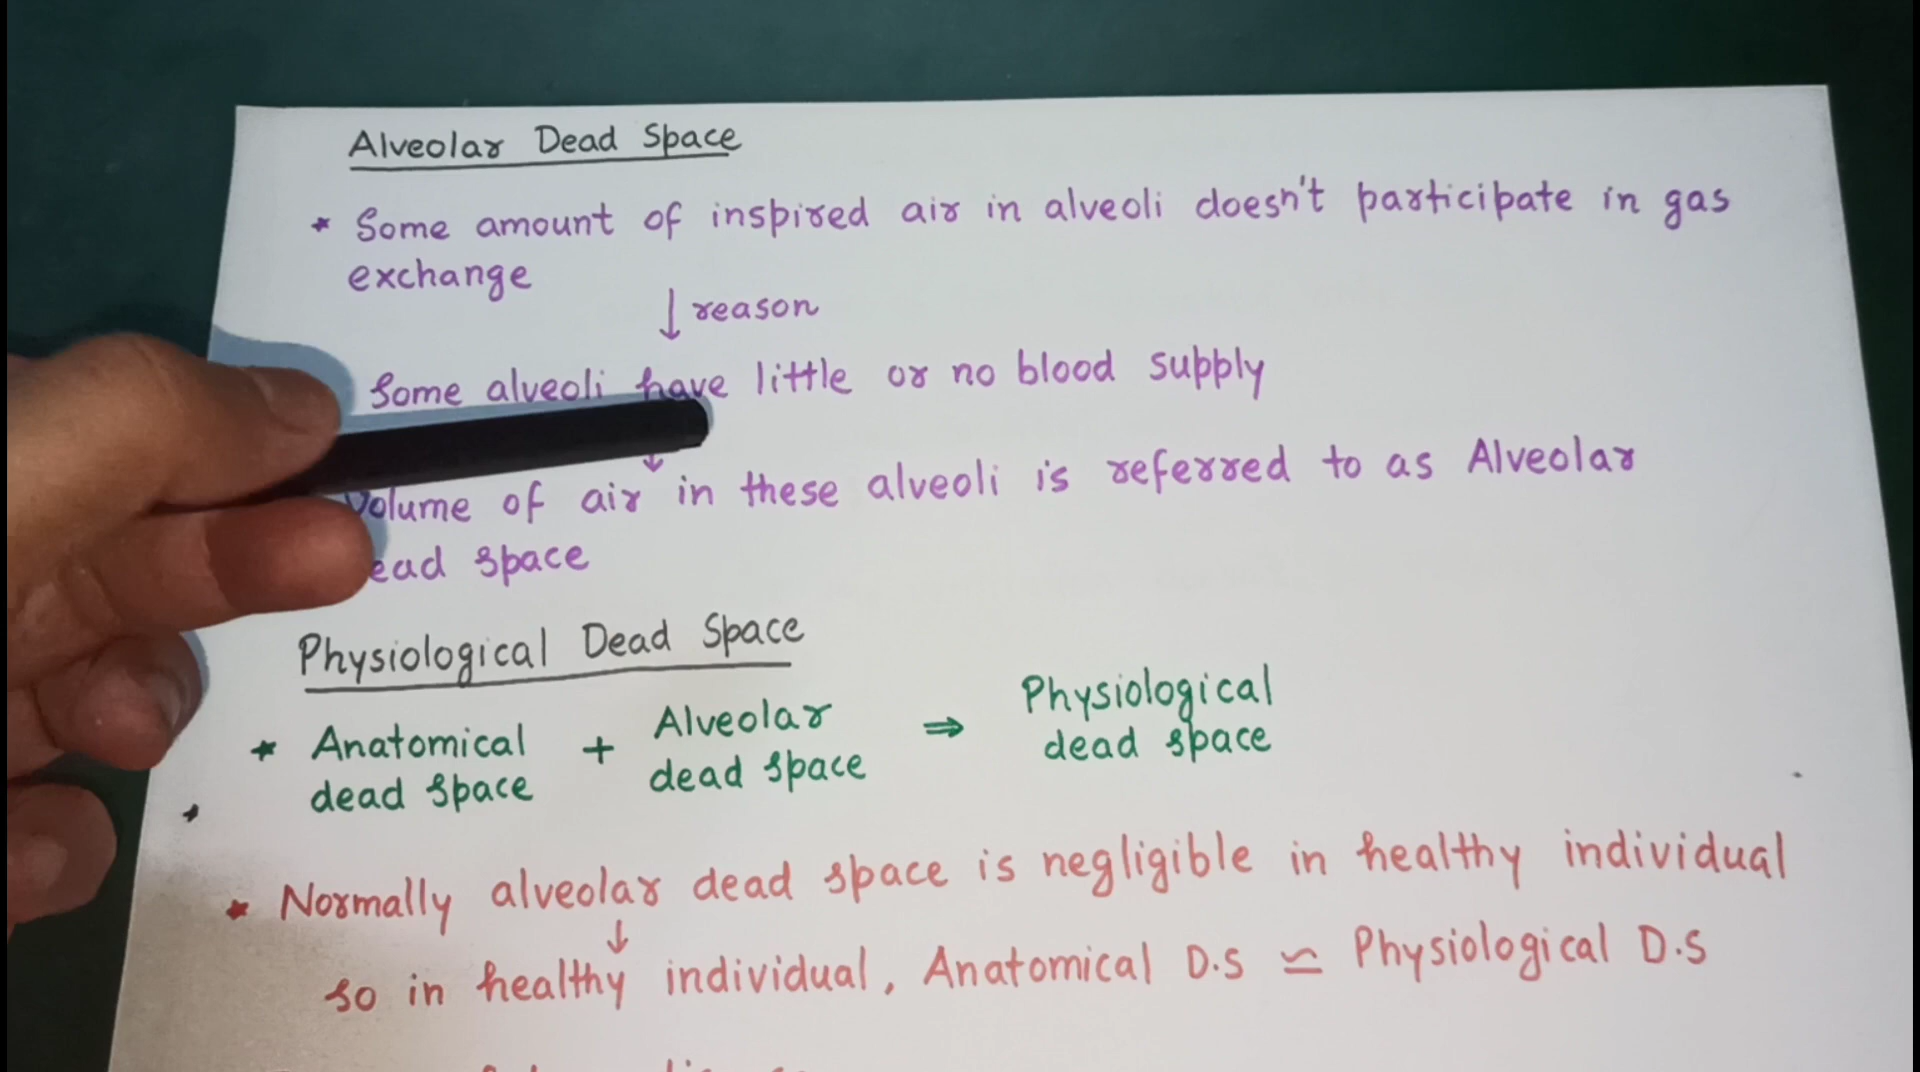 Alveolar Dead Space
* Some amount of inspired air in alveoli doesn't participate in gas
exchange
↓ reason
Some alveoli have little or no blood supply
↓
Volume of air in these alveoli is referred to as Alveolar
ead space
Physiological Dead Space
* Anatomical dead space + Alveolar dead space ⇒ Physiological dead space
* Normally alveolar dead space is negligible in healthy individual
↓
so in healthy individual, Anatomical D.S ≃ Physiological D.S